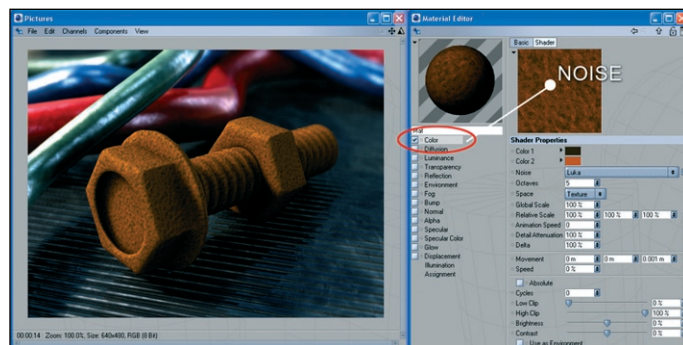 Pictures
File Edit Channels Components View
00:00:14 Zoom: 100.0%, Size: 640x480, RGB (8 Bit)
Material Editor
Color
Diffusion
Luminance
Transparency
Reflection
Environment
Fog
Bump
Normal
Alpha
Specular
Specular Color
Glow
Displacement
Illumination
Assignment
Basic Shader
NOISE
Shader Properties
Color 1
Color 2
Noise Luka
Octaves 5
Space Texture
Global Scale 100 %
Relative Scale 100 % 100 % 100 %
Animation Speed 0
Detail Attenuation 100 %
Delta 100 %
Movement 0 m 0 m 0.001 m
Speed 0 %
Absolute
Cycles 0
Low Clip 0 %
High Clip 100 %
Brightness 0 %
Contrast 0 %
Use as Environment